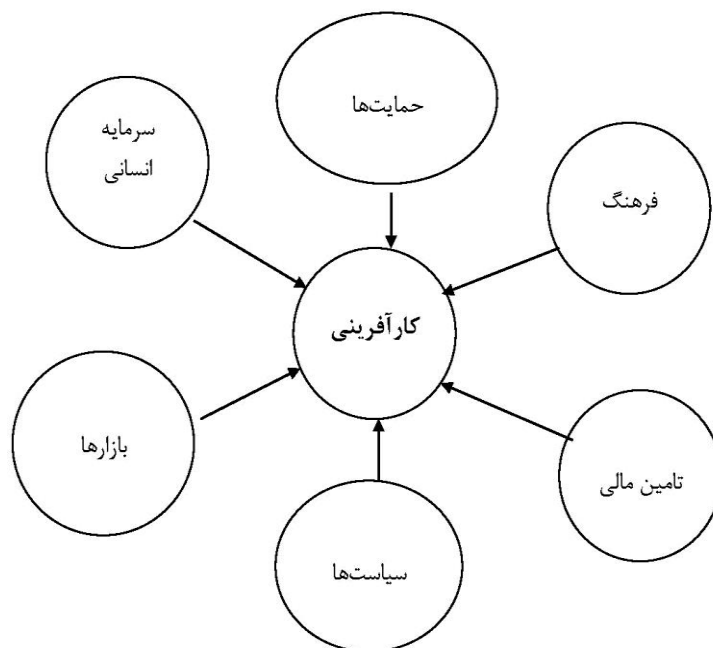 حمایت‌ها
سرمایه
انسانی
فرهنگ
کارآفرینی
بازارها
تامین مالی
سیاست‌ها